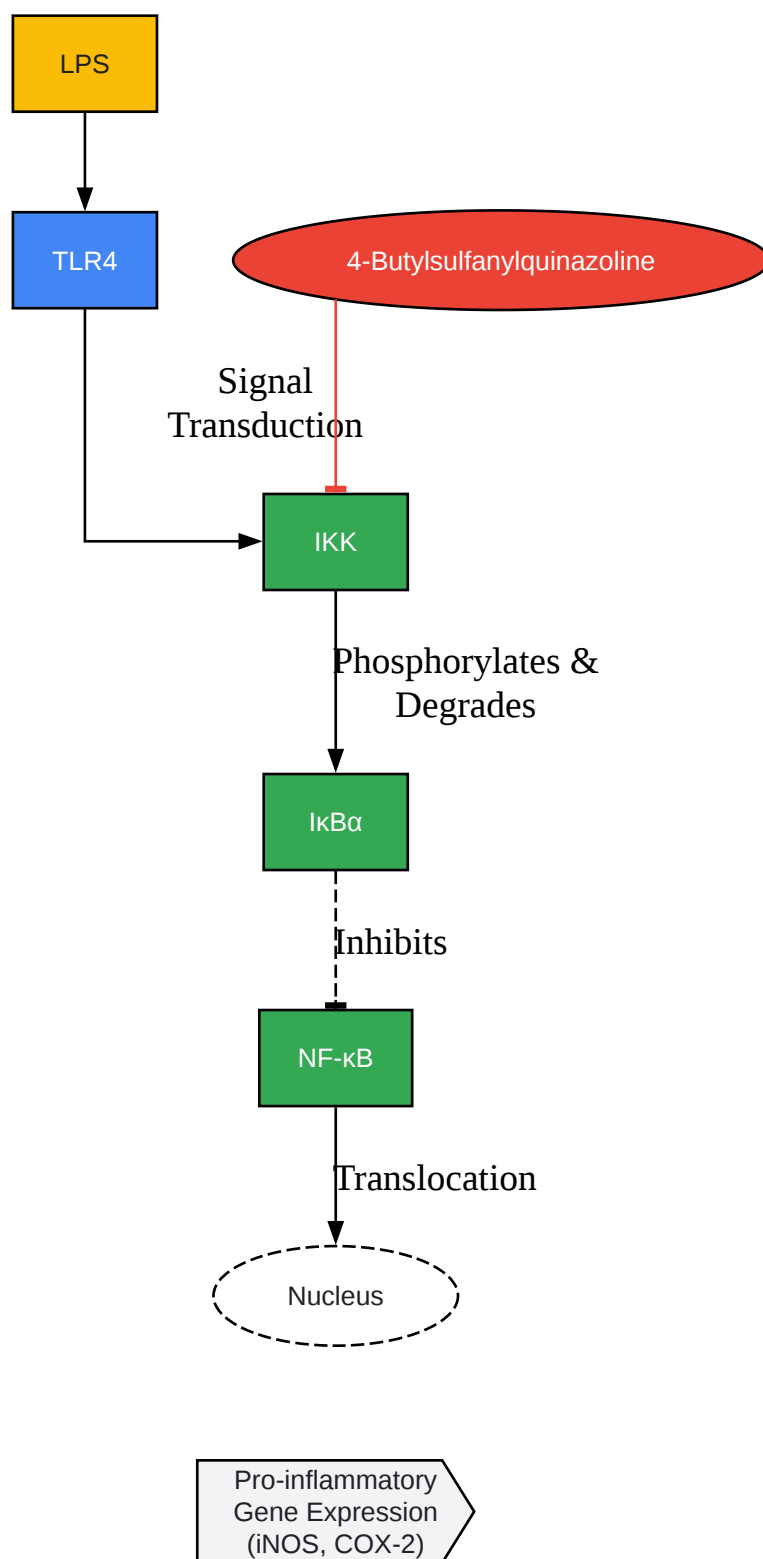 LPS
TLR4
4-Butylsulfanylquinazoline
Signal
Transduction
IKK
Phosphorylates &
Degrades
IκBα
Inhibits
NF-κB
Translocation
Nucleus
Pro-inflammatory
Gene Expression
(iNOS, COX-2)